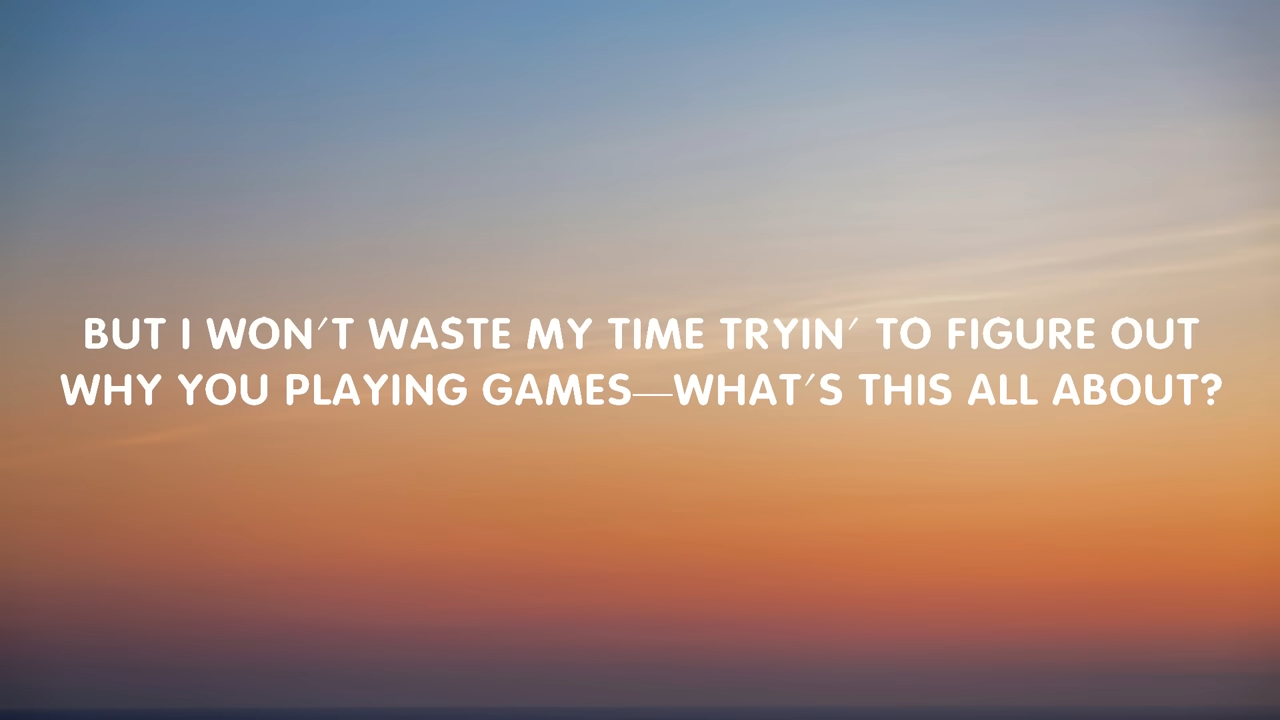 BUT I WON'T WASTE MY TIME TRYIN' TO FIGURE OUT
WHY YOU PLAYING GAMES—WHAT'S THIS ALL ABOUT?